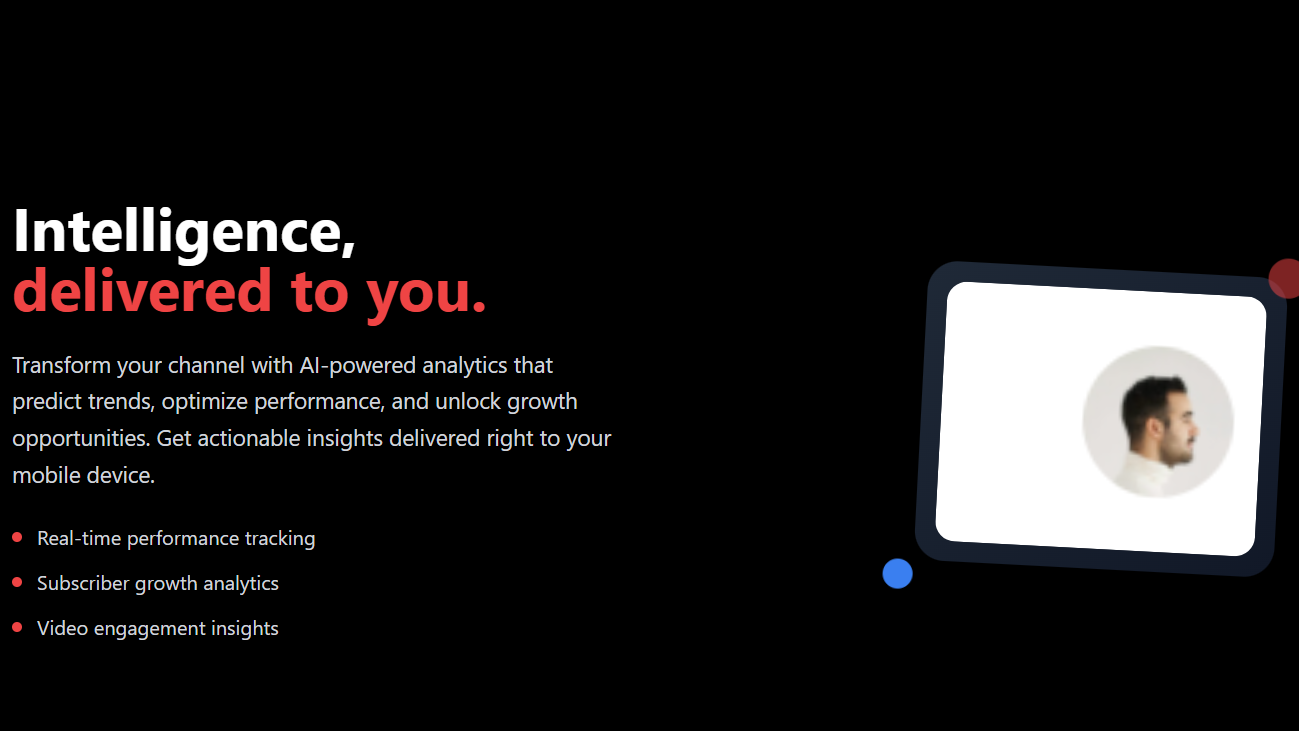 Intelligence,
delivered to you.
Transform your channel with AI-powered analytics that
predict trends, optimize performance, and unlock growth
opportunities. Get actionable insights delivered right to your
mobile device.
Real-time performance tracking
Subscriber growth analytics
Video engagement insights